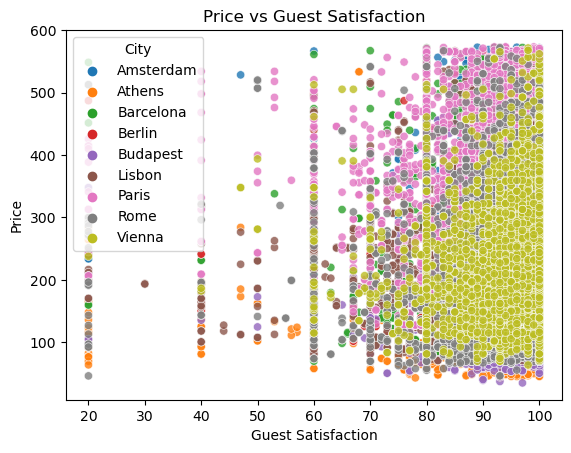 Price vs Guest Satisfaction
Price
600
500
400
300
200
100
City
Amsterdam
Athens
Barcelona
Berlin
Budapest
Lisbon
Paris
Rome
Vienna
20 30 40 50 60 70 80 90 100
Guest Satisfaction